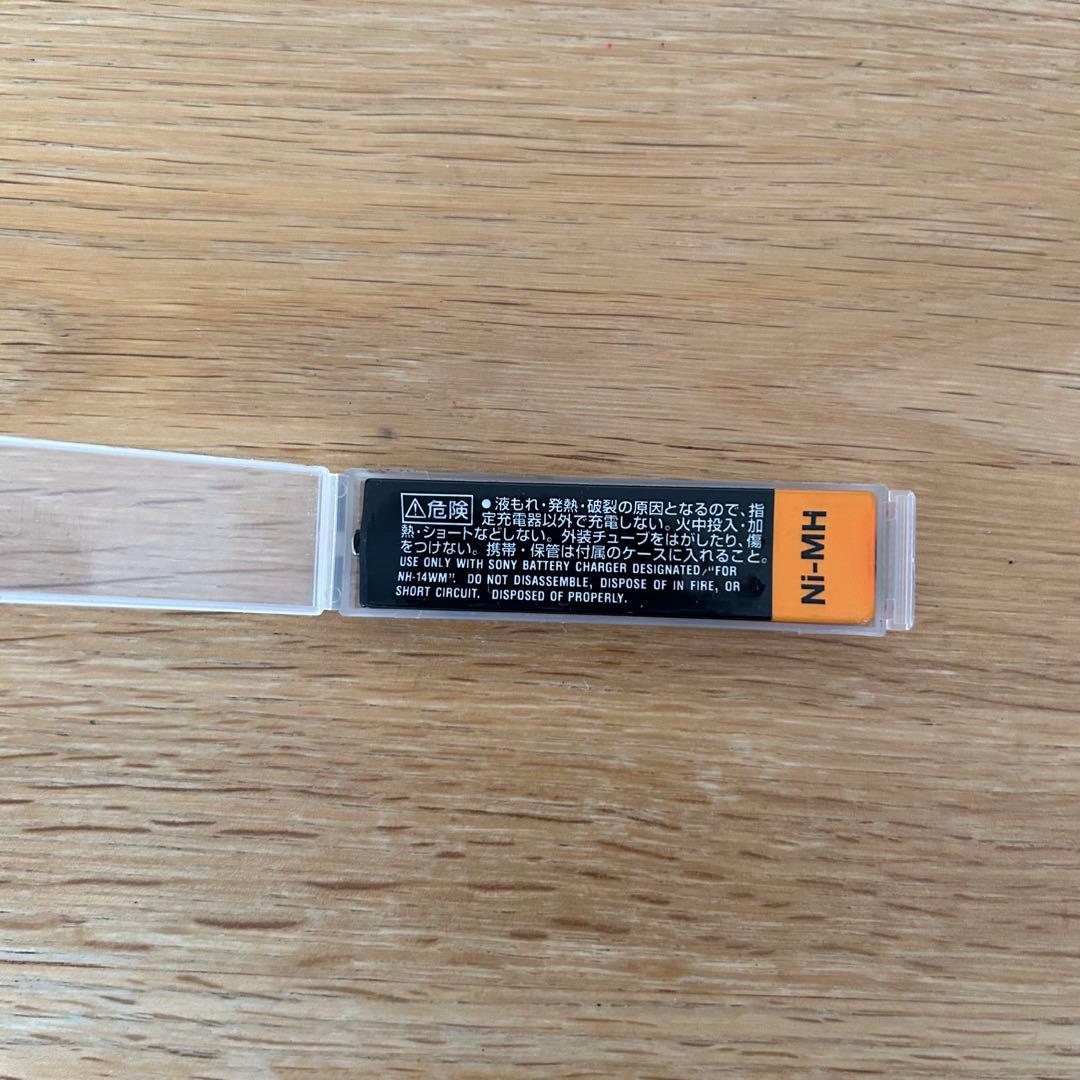 ⚠危険 ●液もれ・発熱・破裂の原因となるので、指
定充電器以外で充電しない。火中投入・加
熱・ショートなどしない。外装チューブをはがしたり、傷
をつけない。携帯・保管は付属のケースに入れること。
USE ONLY WITH SONY BATTERY CHARGER DESIGNATED/"FOR
NH-14WM". DO NOT DISASSEMBLE, DISPOSE OF IN FIRE, OR
SHORT CIRCUIT. DISPOSED OF PROPERLY.
Ni-MH